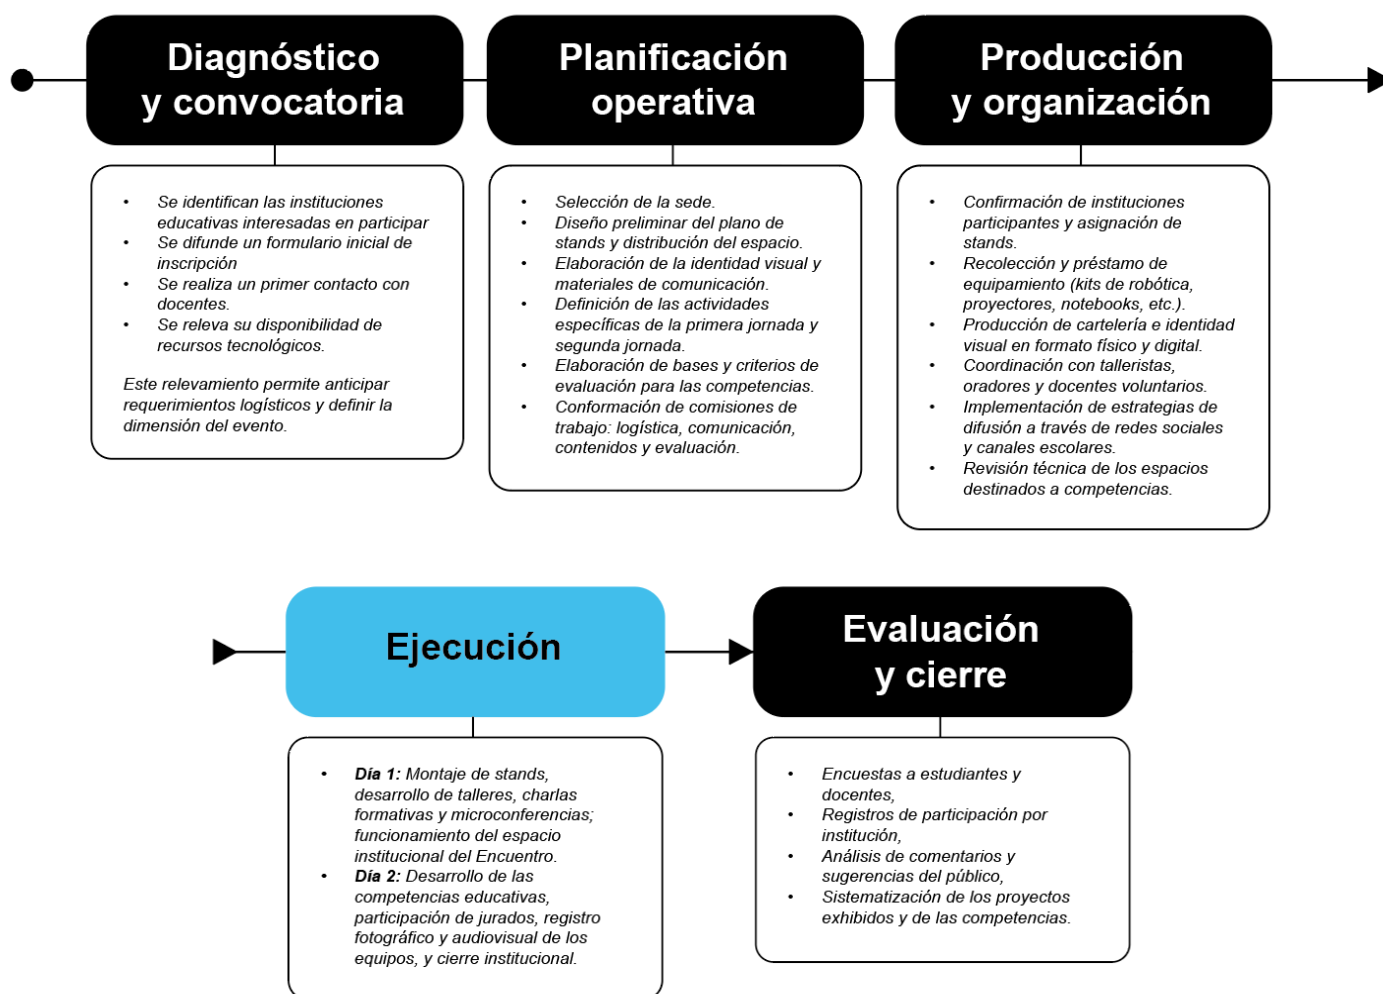 Diagnóstico
y convocatoria
• Se identifican las instituciones
educativas interesadas en participar
• Se difunde un formulario inicial de
inscripción
• Se realiza un primer contacto con
docentes.
• Se releva su disponibilidad de
recursos tecnológicos.
Este relevamiento permite anticipar
requerimientos logísticos y definir la
dimensión del evento.
Planificación
operativa
• Selección de la sede.
• Diseño preliminar del plano de
stands y distribución del espacio.
• Elaboración de la identidad visual y
materiales de comunicación.
• Definición de las actividades
específicas de la primera jornada y
segunda jornada.
• Elaboración de bases y criterios de
evaluación para las competencias.
• Conformación de comisiones de
trabajo: logística, comunicación,
contenidos y evaluación.
Producción
y organización
• Confirmación de instituciones
participantes y asignación de
stands.
• Recolección y préstamo de
equipamiento (kits de robótica,
proyectores, notebooks, etc.).
• Producción de cartelería e identidad
visual en formato físico y digital.
• Coordinación con talleristas,
oradores y docentes voluntarios.
• Implementación de estrategias de
difusión a través de redes sociales
y canales escolares.
• Revisión técnica de los espacios
destinados a competencias.
Ejecución
• Día 1: Montaje de stands,
desarrollo de talleres, charlas
formativas y microconferencias;
funcionamiento del espacio
institucional del Encuentro.
• Día 2: Desarrollo de las
competencias educativas,
participación de jurados, registro
fotográfico y audiovisual de los
equipos, y cierre institucional.
Evaluación
y cierre
• Encuestas a estudiantes y
docentes,
• Registros de participación por
institución,
• Análisis de comentarios y
sugerencias del público,
• Sistematización de los proyectos
exhibidos y de las competencias.